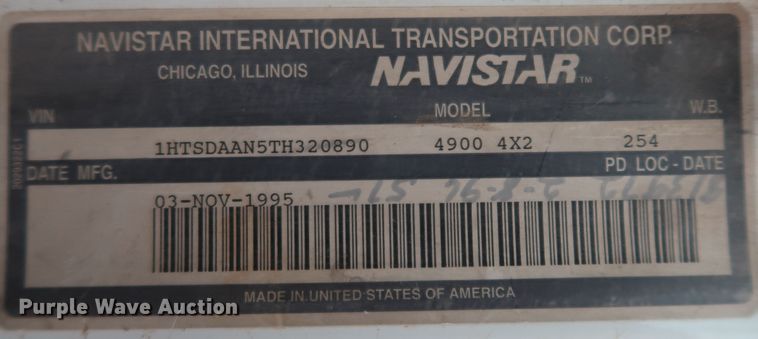 NAVISTAR INTERNATIONAL TRANSPORTATION CORP.
CHICAGO, ILLINOIS NAVISTAR™
VIN MODEL W.B.
1HTSDAAN5TH320890 4900 4X2 254
DATE MFG. PD LOC - DATE
03-NOV-1995
MADE IN UNITED STATES OF AMERICA
Purple Wave Auction